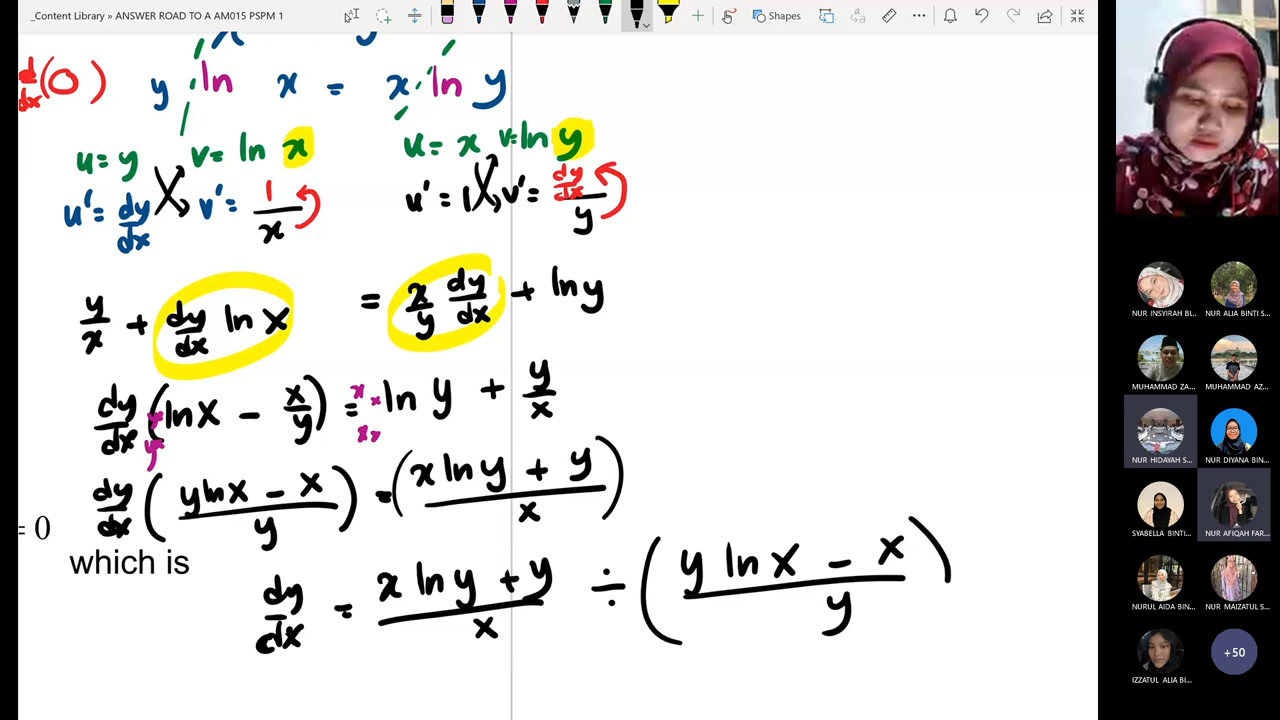 _Content Library » ANSWER ROAD TO A AM015 PSPM 1
Shapes
d/dx (0)
y ln x = x ln y
u = y v = ln x u = x v = ln y
u' = dy/dx v' = 1/x u' = 1 v' = dy/dx / y
y/x + dy/dx ln x = x/y dy/dx + ln y
dy/dx (ln x - x/y) = ln y + y/x
dy/dx ((y ln x - x)/y) = ((x ln y + y)/x)
= 0
which is
dy/dx = (x ln y + y)/x ÷ ((y ln x - x)/y)
NUR INSYIRAH BI...
NUR ALIA BINTI S...
MUHAMMAD ZA...
MUHAMMAD AZ...
NUR HIDAYAH S...
NUR DIYANA BIN...
SYABELLA BINTI...
NUR AFIQAH FAR...
NURUL AIDA BIN...
NUR MAIZATUL S...
IZZATUL ALIA BI...
+50